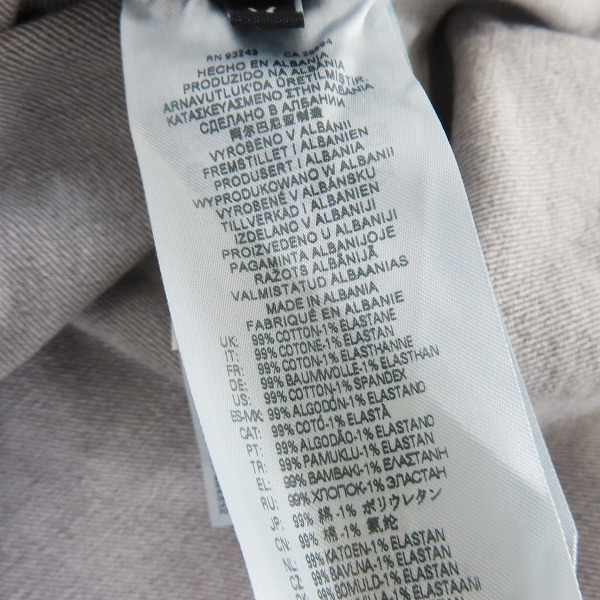 RN 93243 CA
HECHO EN ALBANIA
PRODUZIDO NA ALBÂNIA
ARNAVUTLUK'DA ÜRETİLMİŞTİR
ΚΑΤΑΣΚΕΥΑΣΜΕΝΟ ΣΤΗΝ ΑΛΒΑΝΙΑ
СДЕЛАНО В АЛБАНИИ
阿尔巴尼亚制造
VYROBENO V ALBÁNII
FREMSTILLET I ALBANIEN
PRODUSERT I ALBANIA
WYPRODUKOWANO W ALBANII
VYROBENÉ V ALBÁNSKU
TILLVERKAD I ALBANIEN
IZDELANO V ALBANIJI
PROIZVEDENO U ALBANIJI
PAGAMINTA ALBANIJOJE
RAŽOTS ALBĀNIJĀ
VALMISTATUD ALBAANIAS
MADE IN ALBANIA
FABRIQUÉ EN ALBANIE
UK: 99% COTTON-1% ELASTANE
IT: 99% COTONE-1% ELASTAN
FR: 99% COTON-1% ELASTHANNE
DE: 99% BAUMWOLLE-1% ELASTHAN
US: 99% COTTON-1% SPANDEX
ES-MX: 99% ALGODÓN-1% ELASTANO
CAT: 99% COTÓ-1% ELASTÀ
PT: 99% ALGODÃO-1% ELASTANO
TR: 99% PAMUKLU-1% ELASTAN
EL: 99% ΒΑΜΒΑΚΙ-1% ΕΛΑΣΤΑΝΗ
RU: 99% ХЛОПОК-1% ЭЛАСТАН
JP: 99% 綿 -1% ポリウレタン
CN: 99% 棉 -1% 氨纶
NL 99% KATOEN-1% ELASTAN
CZ 99% BAVLNA-1% ELASTAN
99% BOMULD-1% ELASTAN